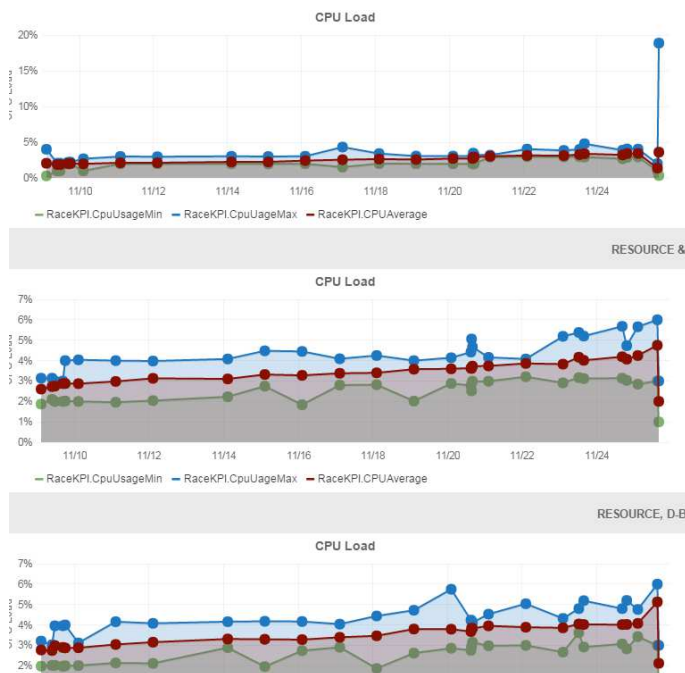 CPU Load
20%
15%
10%
5%
0%
11/10 11/12 11/14 11/16 11/18 11/20 11/22 11/24
RaceKPI.CpuUsageMin RaceKPI.CpuUageMax RaceKPI.CPUAverage
RESOURCE &
CPU Load
7%
6%
5%
4%
3%
2%
1%
0%
11/10 11/12 11/14 11/16 11/18 11/20 11/22 11/24
RaceKPI.CpuUsageMin RaceKPI.CpuUageMax RaceKPI.CPUAverage
RESOURCE, D-B
CPU Load
7%
6%
5%
4%
3%
2%